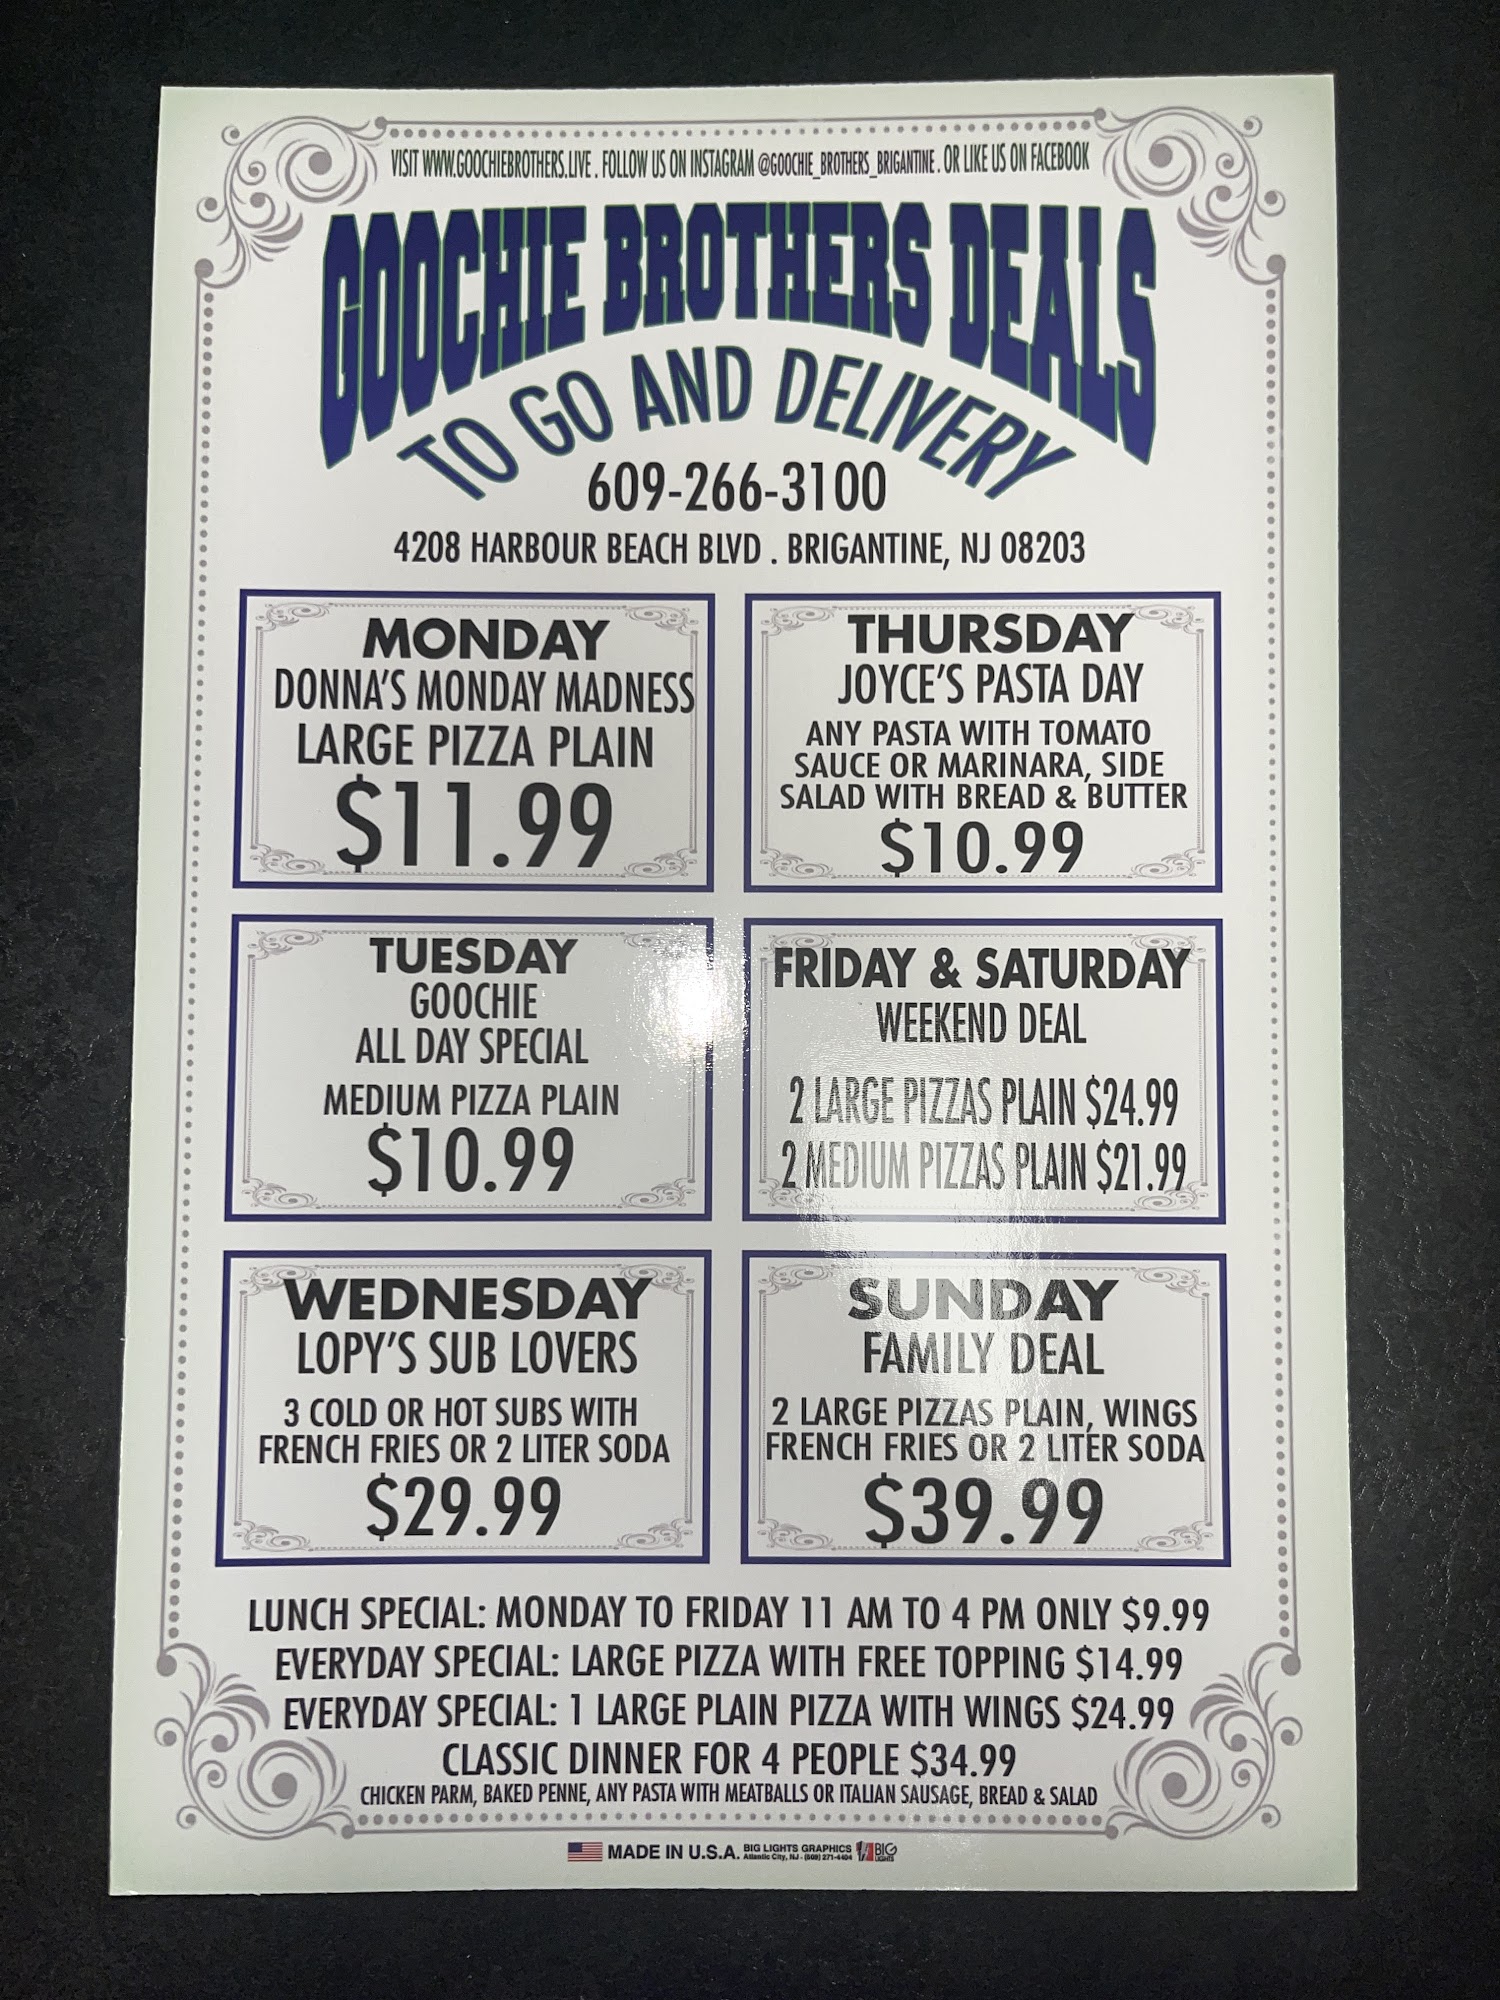 VISIT WWW.GOOCHIEBROTHERS.LIVE . FOLLOW US ON INSTAGRAM @GOOCHIE_BROTHERS_BRIGANTINE . OR LIKE US ON FACEBOOK
GOOCHIE BROTHERS DEALS
TO GO AND DELIVERY
609-266-3100
4208 HARBOUR BEACH BLVD . BRIGANTINE, NJ 08203
MONDAY
DONNA'S MONDAY MADNESS
LARGE PIZZA PLAIN
$11.99
THURSDAY
JOYCE'S PASTA DAY
ANY PASTA WITH TOMATO
SAUCE OR MARINARA, SIDE
SALAD WITH BREAD & BUTTER
$10.99
TUESDAY
GOOCHIE
ALL DAY SPECIAL
MEDIUM PIZZA PLAIN
$10.99
FRIDAY & SATURDAY
WEEKEND DEAL
2 LARGE PIZZAS PLAIN $24.99
2 MEDIUM PIZZAS PLAIN $21.99
WEDNESDAY
LOPY'S SUB LOVERS
3 COLD OR HOT SUBS WITH
FRENCH FRIES OR 2 LITER SODA
$29.99
SUNDAY
FAMILY DEAL
2 LARGE PIZZAS PLAIN, WINGS
FRENCH FRIES OR 2 LITER SODA
$39.99
LUNCH SPECIAL: MONDAY TO FRIDAY 11 AM TO 4 PM ONLY $9.99
EVERYDAY SPECIAL: LARGE PIZZA WITH FREE TOPPING $14.99
EVERYDAY SPECIAL: 1 LARGE PLAIN PIZZA WITH WINGS $24.99
CLASSIC DINNER FOR 4 PEOPLE $34.99
CHICKEN PARM, BAKED PENNE, ANY PASTA WITH MEATBALLS OR ITALIAN SAUSAGE, BREAD & SALAD
MADE IN U.S.A. BIG LIGHTS GRAPHICS
Atlantic City, NJ - (609) 271-4404
BIG
LIGHTS